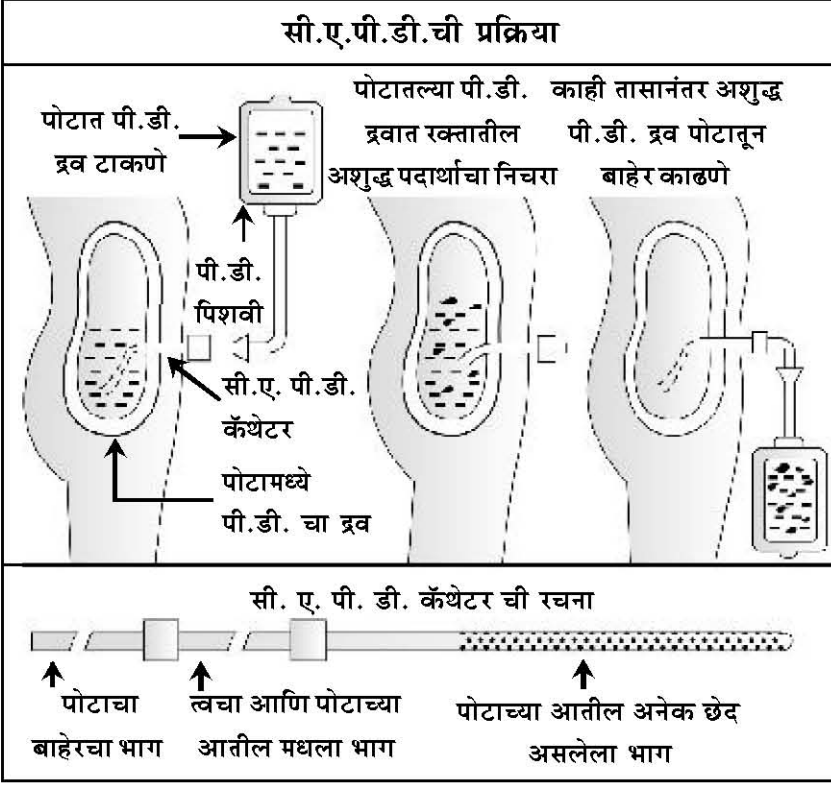 सी.ए.पी.डी.ची प्रक्रिया
पोटात पी.डी.
द्रव टाकणे
पी.डी.
पिशवी
सी.ए. पी.डी.
कॅथेटर
पोटामध्ये
पी.डी. चा द्रव
पोटातल्या पी.डी.
द्रवात रक्तातील
अशुद्ध पदार्थाचा निचरा
काही तासानंतर अशुद्ध
पी.डी. द्रव पोटातून
बाहेर काढणे
सी. ए. पी. डी. कॅथेटर ची रचना
पोटाचा
बाहेरचा भाग
त्वचा आणि पोटाच्या
आतील मधला भाग
पोटाच्या आतील अनेक छेद
असलेला भाग